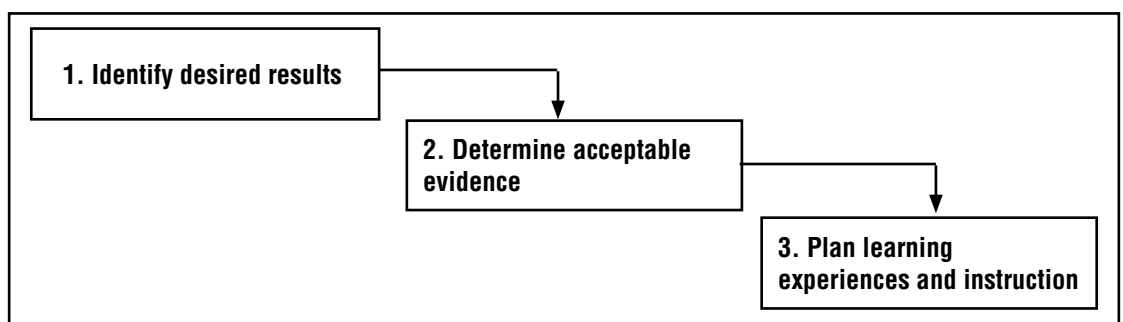 1. Identify desired results
2. Determine acceptable
evidence
3. Plan learning
experiences and instruction